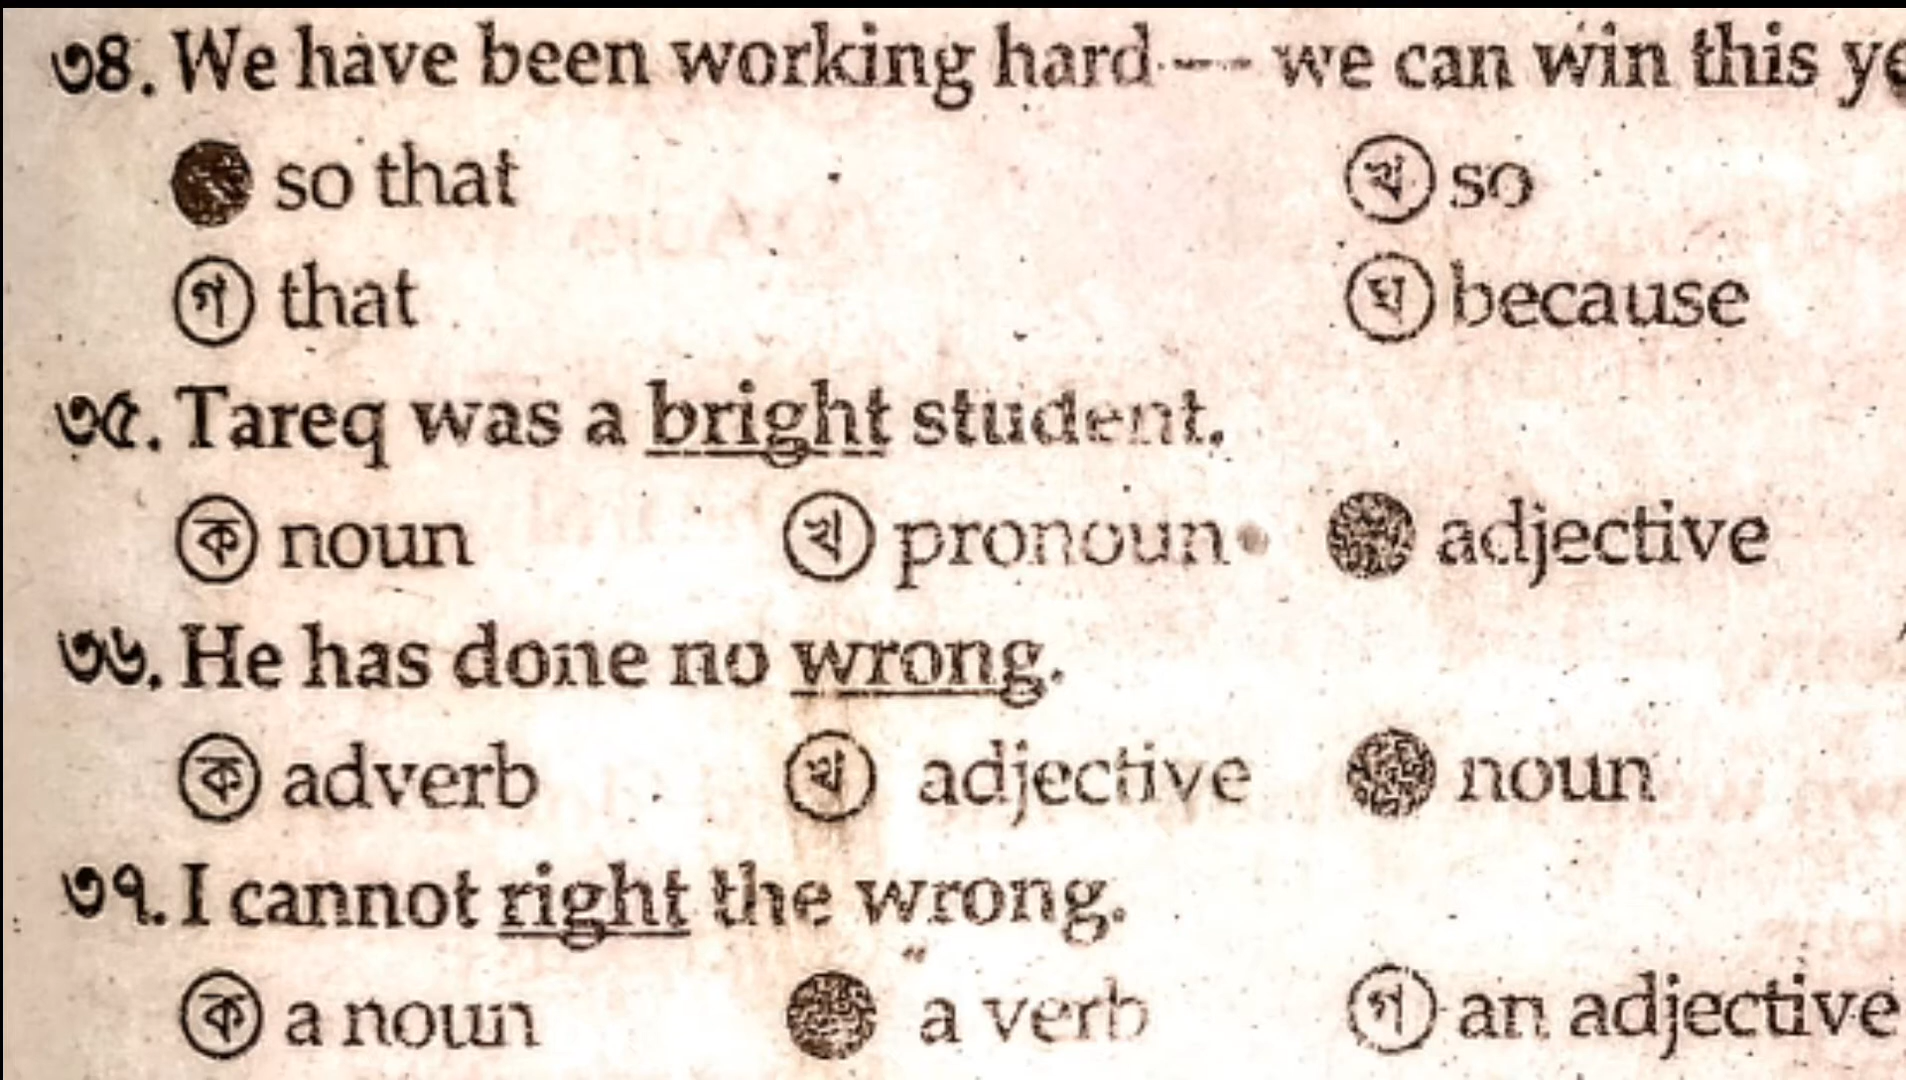 ৩৪. We have been working hard --- we can win this
so that খ so
গ that ঘ because
৩৫. Tareq was a bright student.
ক noun খ pronoun adjective
৩৬. He has done no wrong.
ক adverb খ adjective noun
৩৭. I cannot right the wrong.
ক a noun a verb গ an adjective